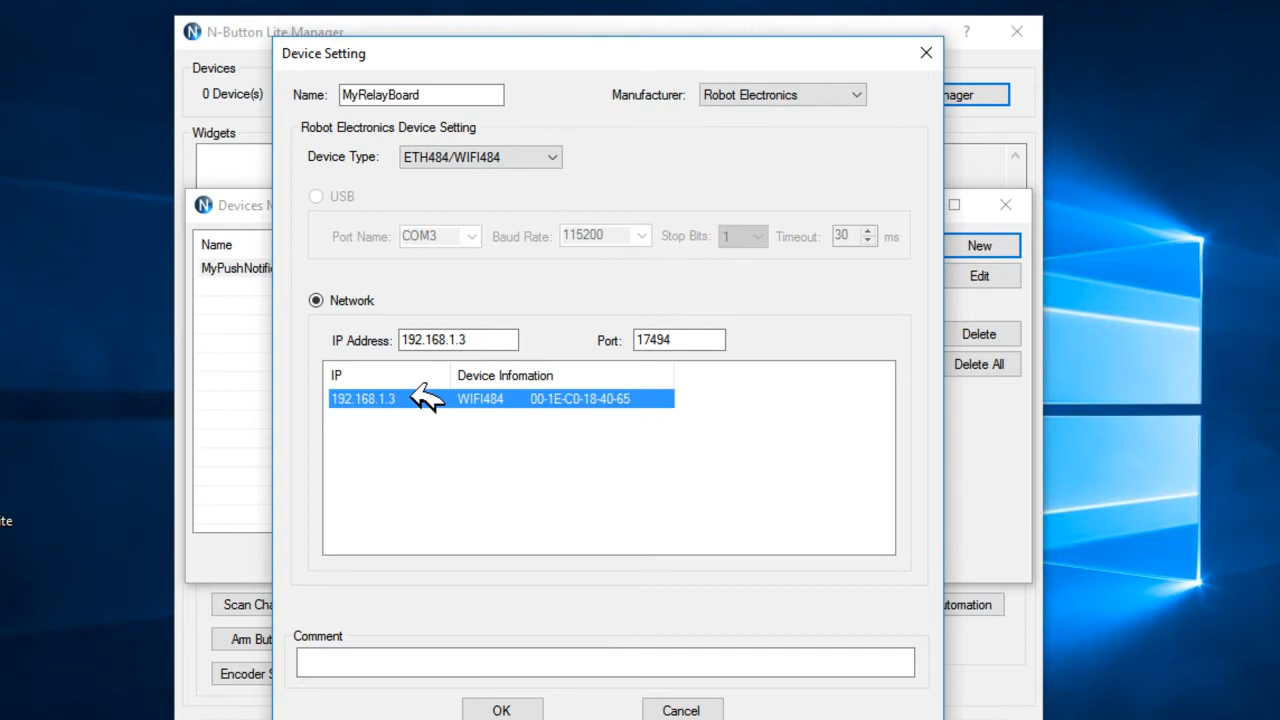 N-Button Lite Manager
?
Device Setting
Devices
0 Device(s)
Name: MyRelayBoard
Manufacturer: Robot Electronics
nager
Robot Electronics Device Setting
Widgets
Device Type: ETH484/WIFI484
USB
Devices M
Port Name: COM3 Baud Rate: 115200 Stop Bits: 1 Timeout: 30 ms
Name
New
MyPushNotifi
Edit
Network
IP Address: 192.168.1.3 Port: 17494
Delete
Delete All
IP Device Infomation
192.168.1.3 WIFI484 00-1E-C0-18-40-65
ite
Scan Cha
utomation
Arm But
Comment
Encoder S
OK Cancel